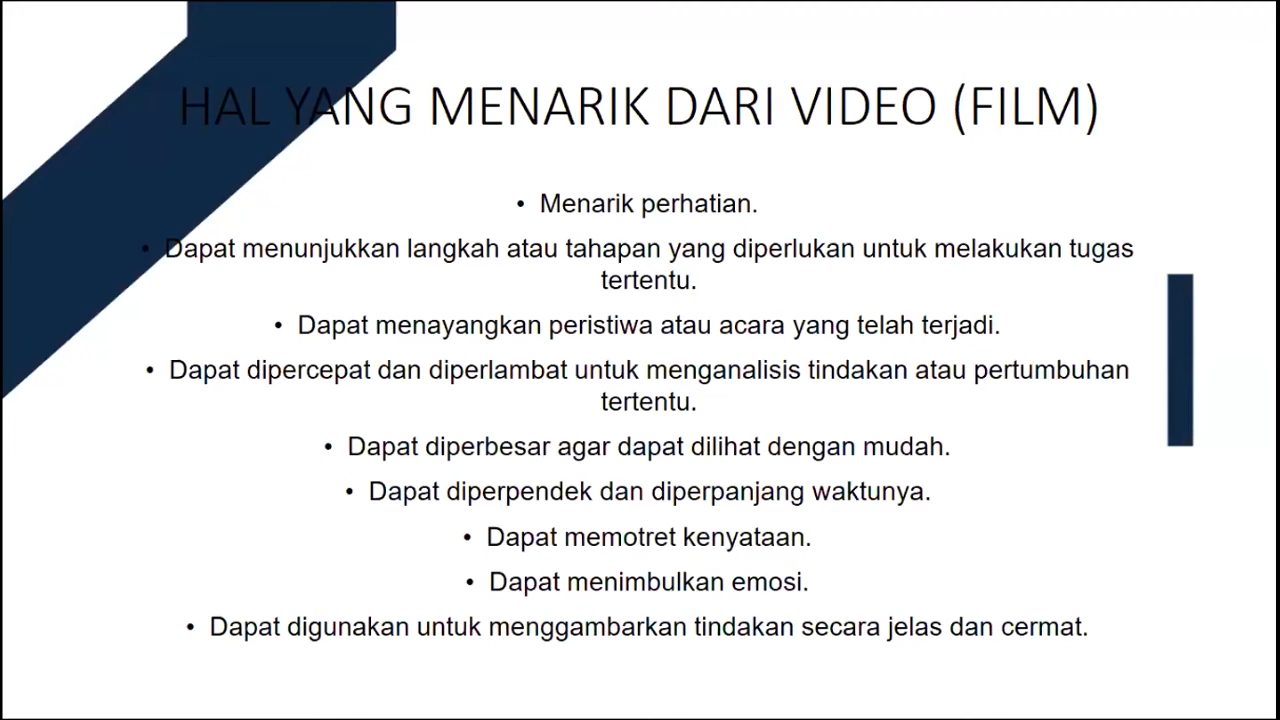 HAL YANG MENARIK DARI VIDEO (FILM)
• Menarik perhatian.
• Dapat menunjukkan langkah atau tahapan yang diperlukan untuk melakukan tugas
tertentu.
• Dapat menayangkan peristiwa atau acara yang telah terjadi.
• Dapat dipercepat dan diperlambat untuk menganalisis tindakan atau pertumbuhan
tertentu.
• Dapat diperbesar agar dapat dilihat dengan mudah.
• Dapat diperpendek dan diperpanjang waktunya.
• Dapat memotret kenyataan.
• Dapat menimbulkan emosi.
• Dapat digunakan untuk menggambarkan tindakan secara jelas dan cermat.